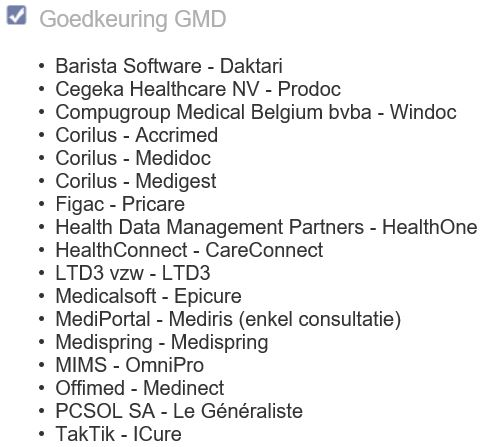 Goedkeuring GMD
• Barista Software - Daktari
• Cegeka Healthcare NV - Prodoc
• Compugroup Medical Belgium bvba - Windoc
• Corilus - Accrimed
• Corilus - Medidoc
• Corilus - Medigest
• Figac - Pricare
• Health Data Management Partners - HealthOne
• HealthConnect - CareConnect
• LTD3 vzw - LTD3
• Medicalsoft - Epicure
• MediPortal - Mediris (enkel consultatie)
• Medispring - Medispring
• MIMS - OmniPro
• Offimed - Medinect
• PCSOL SA - Le Généraliste
• TakTik - ICure